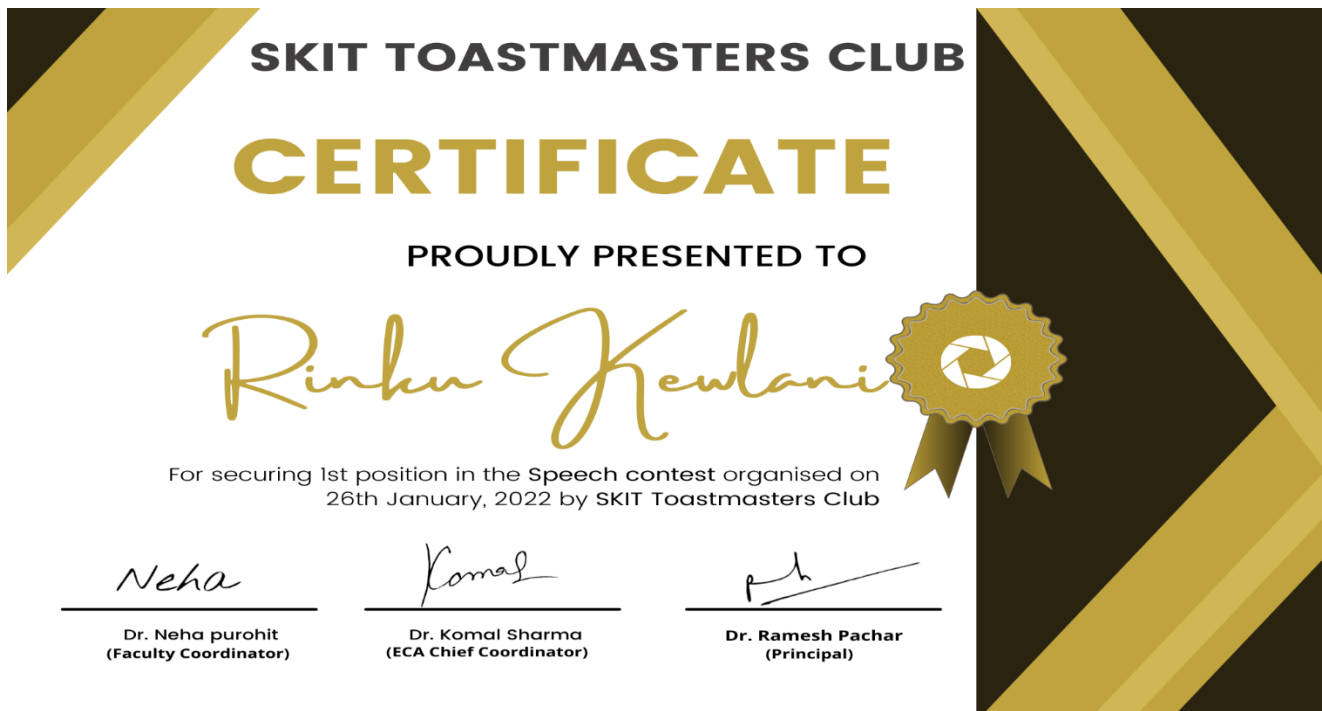 SKIT TOASTMASTERS CLUB
CERTIFICATE
PROUDLY PRESENTED TO
Rinku Kewlani
For securing 1st position in the Speech contest organised on
26th January, 2022 by SKIT Toastmasters Club
Neha
Komal
Dr. Neha purohit
(Faculty Coordinator)
Dr. Komal Sharma
(ECA Chief Coordinator)
Dr. Ramesh Pachar
(Principal)